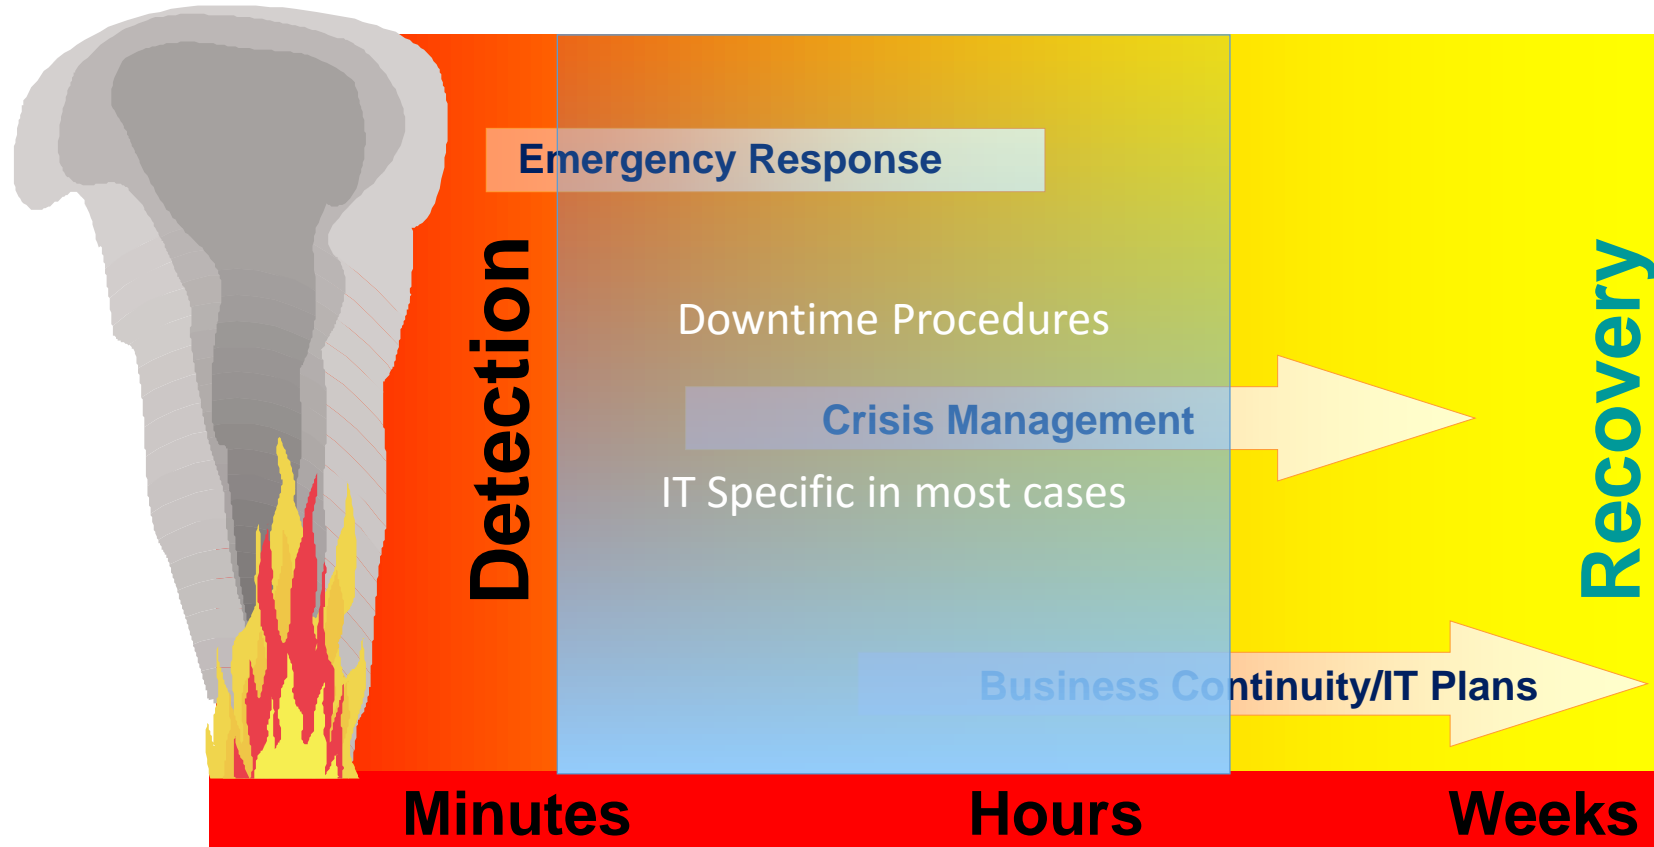 Emergency Response
Detection
Downtime Procedures
Crisis Management
IT Specific in most cases
Recovery
Business Continuity/IT Plans
Minutes
Hours
Weeks